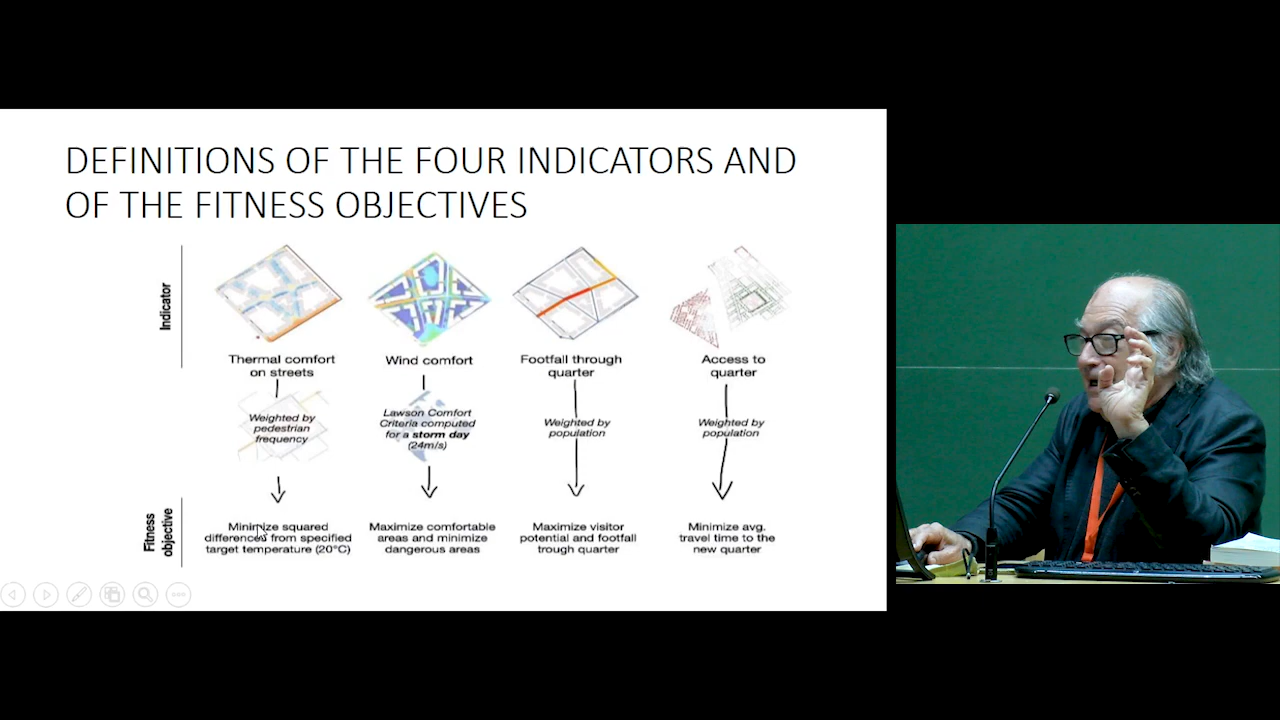 DEFINITIONS OF THE FOUR INDICATORS AND
OF THE FITNESS OBJECTIVES
Indicator
Thermal comfort
on streets
Wind comfort
Footfall through
quarter
Access to
quarter
Weighted by
pedestrian
frequency
Lawson Comfort
Criteria computed
for a storm day
(24m/s)
Weighted by
population
Weighted by
population
Fitness
objective
Minimize squared
differences from specified
target temperature (20°C)
Maximize comfortable
areas and minimize
dangerous areas
Maximize visitor
potential and footfall
trough quarter
Minimize avg.
travel time to the
new quarter